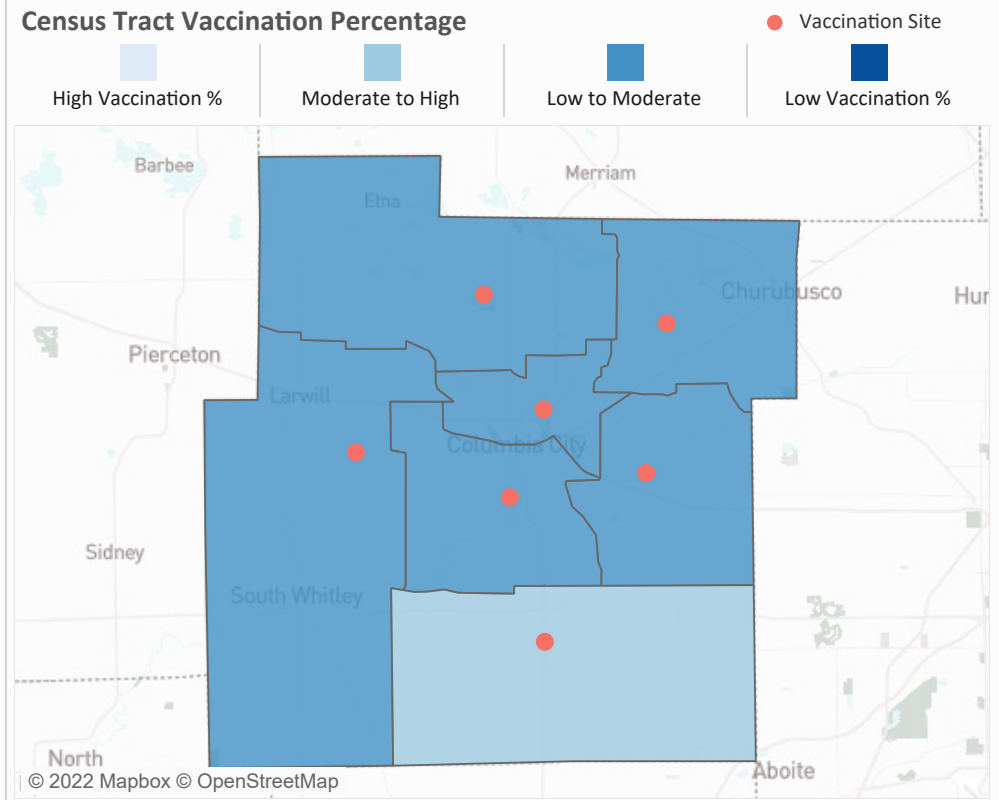 Census Tract Vaccination Percentage
Vaccination Site
High Vaccination %
Moderate to High
Low to Moderate
Low Vaccination %
Barbee
Merriam
Etna
Churubusco
Hur
Pierceton
Larwill
Columbia City
Sidney
South Whitley
North
Aboite
© 2022 Mapbox © OpenStreetMap